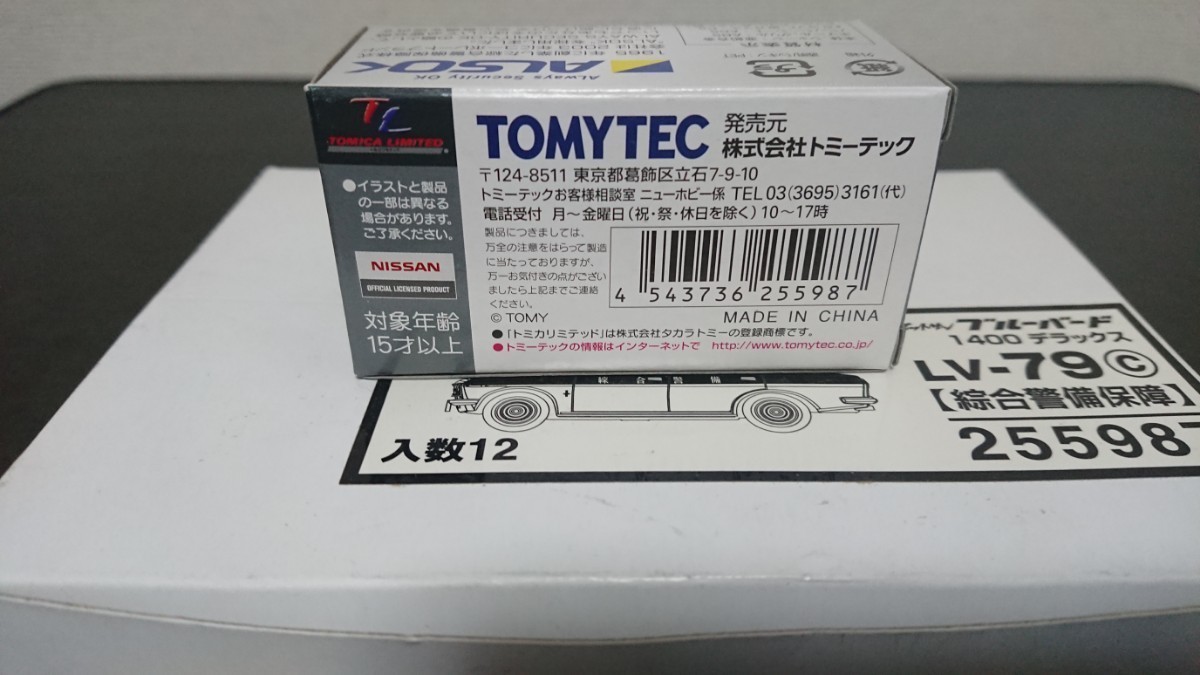 ALSOK
ALways Security OK
TL
TOMICA LIMITED
TOMYTEC
発売元
株式会社トミーテック
〒124-8511 東京都葛飾区立石7-9-10
トミーテックお客様相談室 ニューホビー係 TEL 03(3695)3161(代)
電話受付 月〜金曜日(祝・祭・休日を除く)10〜17時
●イラストと製品
の一部は異なる
場合があります。
ご了承ください。
NISSAN
OFFICIAL LICENSED PRODUCT
対象年齢
15才以上
製品につきましては、
万全の注意をはらって製造
に当たっておりますが、
万一お気付きの点がござい
ましたら上記までご連絡
ください。
© TOMY
4 543736 255987
MADE IN CHINA
●「トミカリミテッド」は株式会社タカラトミーの登録商標です。
●トミーテックの情報はインターネットで http://www.tomytec.co.jp/
ブルーバード
1400 デラックス
LV-79©
【綜合警備保障】
255987
綜合警備
入数12